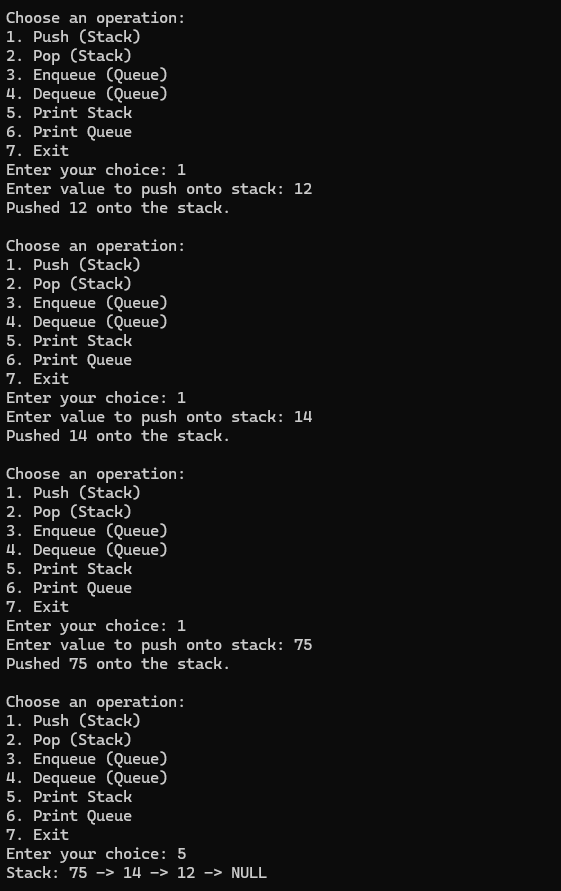 Choose an operation:
1. Push (Stack)
2. Pop (Stack)
3. Enqueue (Queue)
4. Dequeue (Queue)
5. Print Stack
6. Print Queue
7. Exit
Enter your choice: 1
Enter value to push onto stack: 12
Pushed 12 onto the stack.

Choose an operation:
1. Push (Stack)
2. Pop (Stack)
3. Enqueue (Queue)
4. Dequeue (Queue)
5. Print Stack
6. Print Queue
7. Exit
Enter your choice: 1
Enter value to push onto stack: 14
Pushed 14 onto the stack.

Choose an operation:
1. Push (Stack)
2. Pop (Stack)
3. Enqueue (Queue)
4. Dequeue (Queue)
5. Print Stack
6. Print Queue
7. Exit
Enter your choice: 1
Enter value to push onto stack: 75
Pushed 75 onto the stack.

Choose an operation:
1. Push (Stack)
2. Pop (Stack)
3. Enqueue (Queue)
4. Dequeue (Queue)
5. Print Stack
6. Print Queue
7. Exit
Enter your choice: 5
Stack: 75 -> 14 -> 12 -> NULL